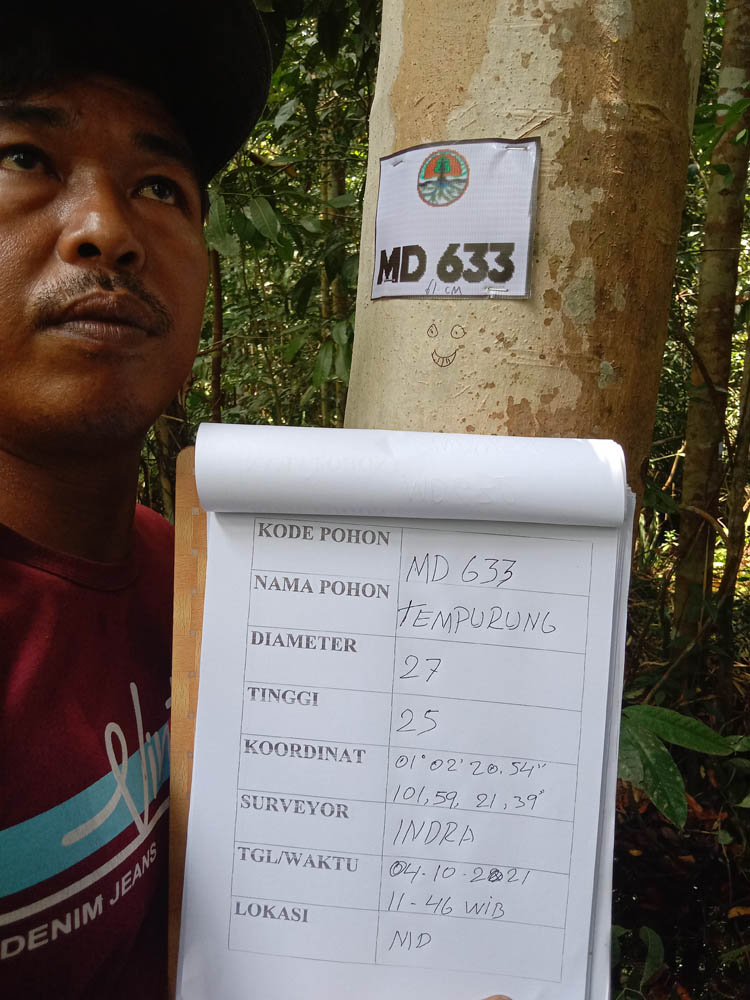 MD 633
61 CM
KODE POHON MD 633
NAMA POHON TEMPURUNG
DIAMETER 27
TINGGI 25
KOORDINAT 01° 02' 20.54"
101, 59, 21, 39"
SURVEYOR INDRA
TGL/WAKTU 04-10-2021
11-46 WIB
LOKASI MD
DENIM JEANS